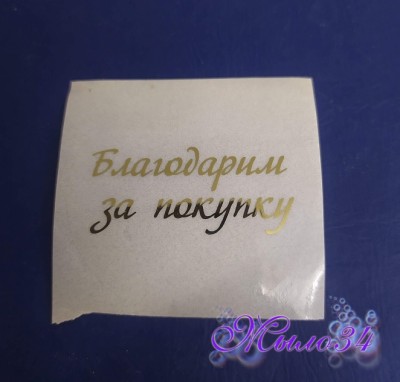 Благодарим
за покупку
Мыло34